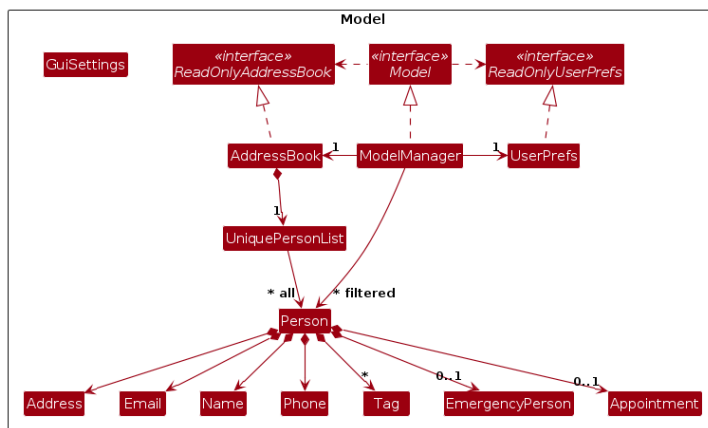 Model
GuiSettings
«interface»
ReadOnlyAddressBook
«interface»
Model
«interface»
ReadOnlyUserPrefs
AddressBook
1
ModelManager
1
UserPrefs
1
UniquePersonList
* all
* filtered
Person
*
0..1
0..1
Address
Email
Name
Phone
Tag
EmergencyPerson
Appointment